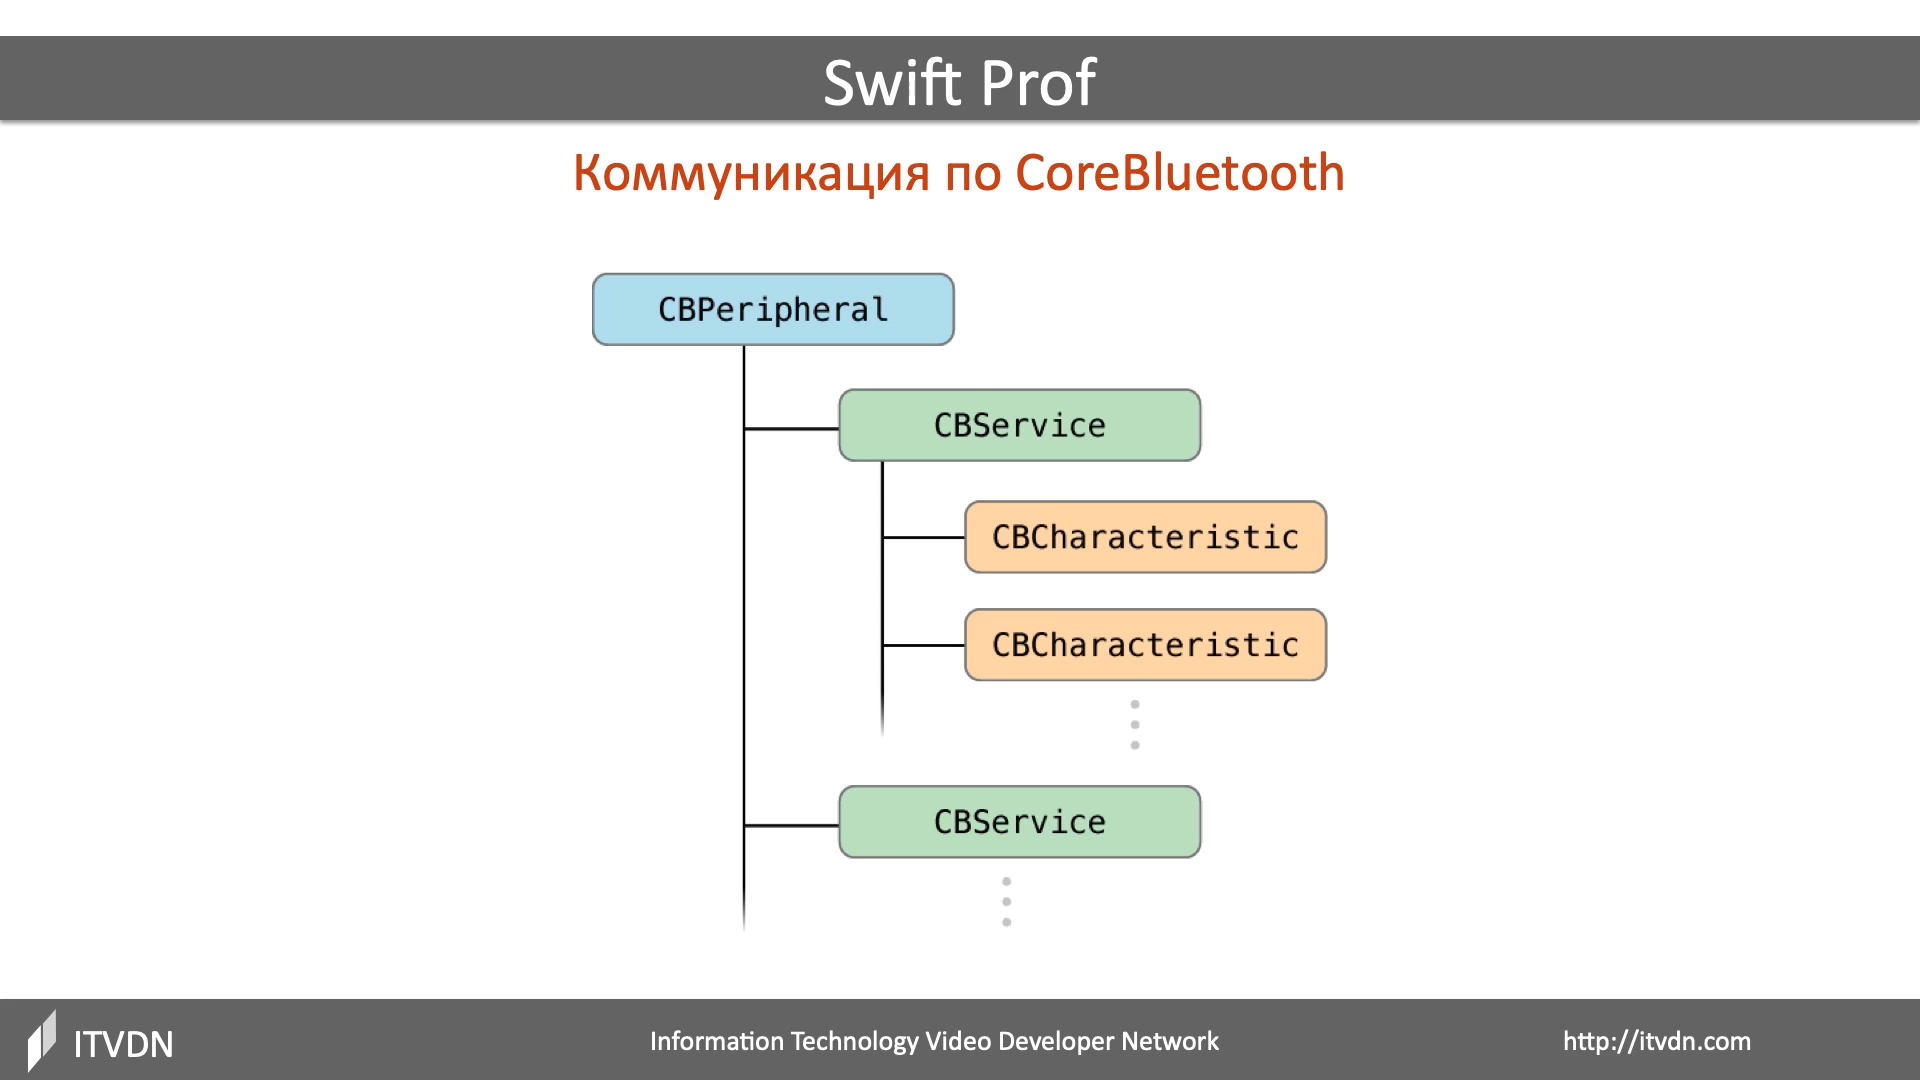 Swift Prof
Коммуникация по CoreBluetooth
CBPeripheral
CBService
CBCharacteristic
CBCharacteristic
CBService
ITVDN
Information Technology Video Developer Network
http://itvdn.com